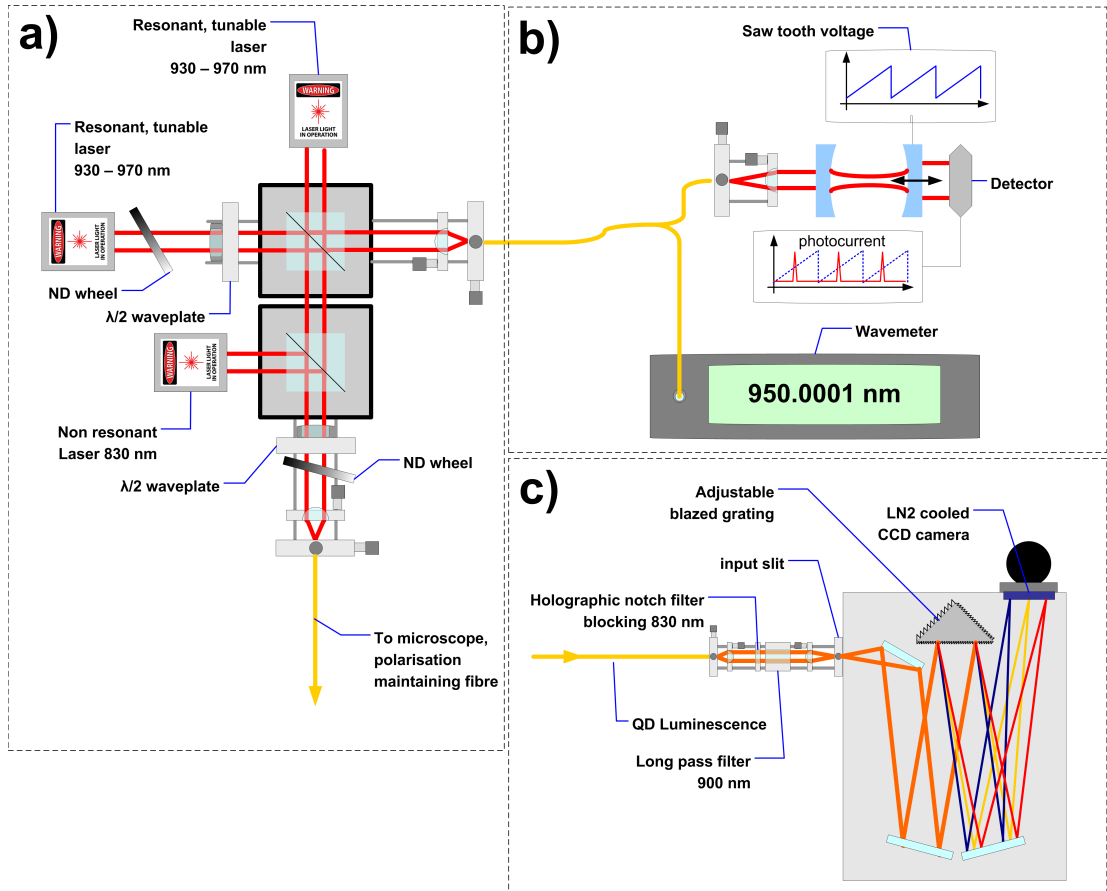 a)
Resonant, tunable
laser
930 – 970 nm
WARNING
LASER LIGHT
IN OPERATION
Resonant, tunable
laser
930 – 970 nm
WARNING
LASER LIGHT
IN OPERATION
ND wheel
λ/2 waveplate
WARNING
LASER LIGHT
IN OPERATION
Non resonant
Laser 830 nm
λ/2 waveplate
ND wheel
To microscope,
polarisation
maintaining fibre
b)
Saw tooth voltage
Detector
photocurrent
Wavemeter
950.0001 nm
c)
Adjustable
blazed grating
LN2 cooled
CCD camera
input slit
Holographic notch filter
blocking 830 nm
QD Luminescence
Long pass filter
900 nm